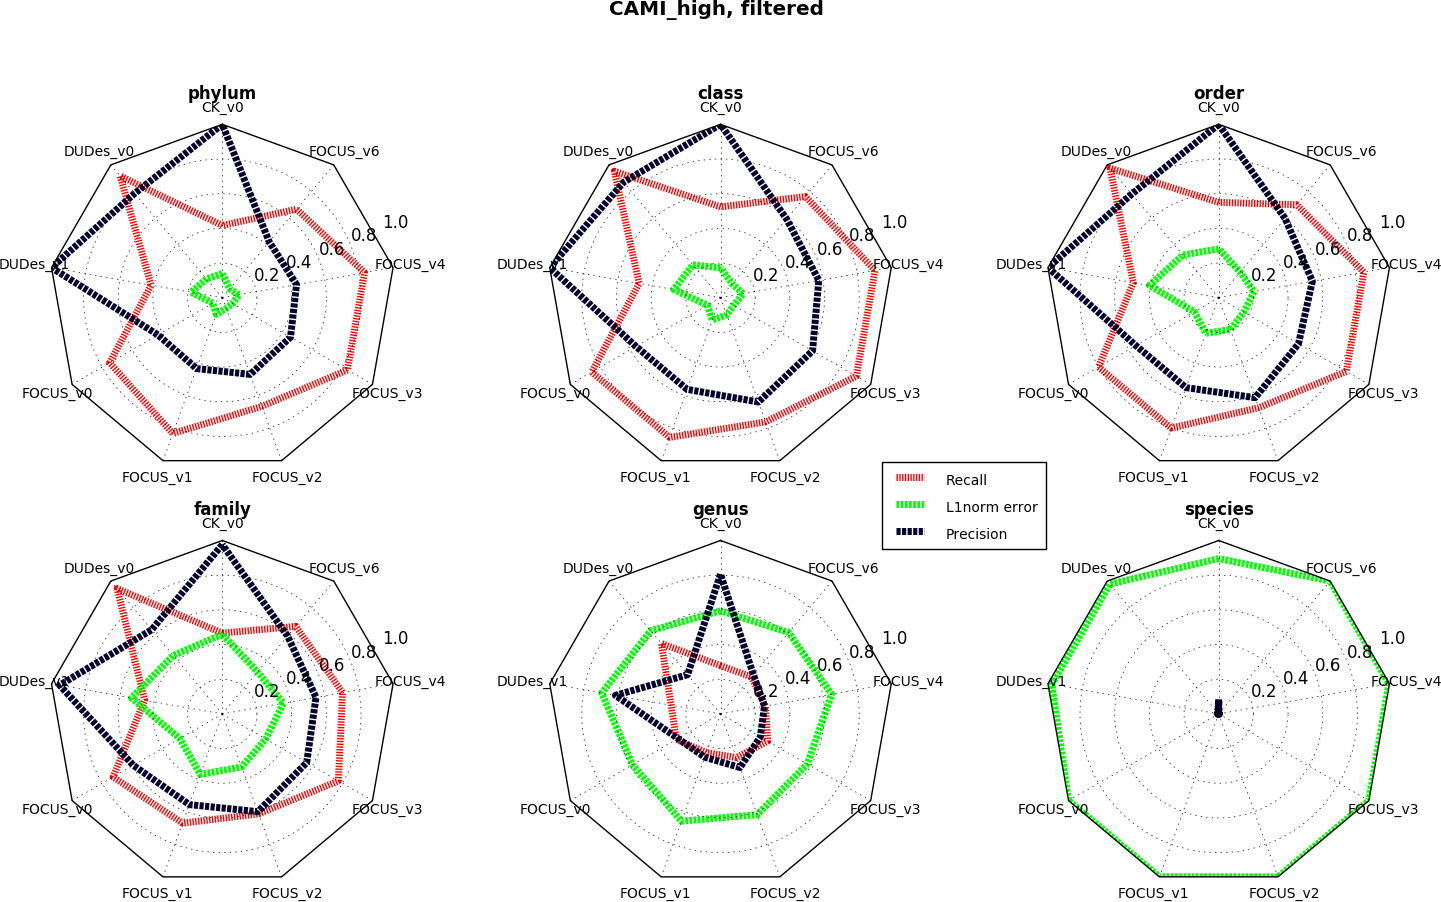 CAMI_high, filtered
phylum
CK_v0
DUDes_v0
FOCUS_v6
1.0
0.8
0.6
0.4
0.2
DUDes_v1
FOCUS_v4
FOCUS_v0
FOCUS_v3
FOCUS_v1
FOCUS_v2
class
CK_v0
DUDes_v0
FOCUS_v6
1.0
0.8
0.6
0.4
0.2
DUDes_v1
FOCUS_v4
FOCUS_v0
FOCUS_v3
FOCUS_v1
FOCUS_v2
order
CK_v0
DUDes_v0
FOCUS_v6
1.0
0.8
0.6
0.4
0.2
DUDes_v1
FOCUS_v4
FOCUS_v0
FOCUS_v3
FOCUS_v1
FOCUS_v2
Recall
L1norm error
Precision
family
CK_v0
DUDes_v0
FOCUS_v6
1.0
0.8
0.6
0.4
0.2
DUDes_v1
FOCUS_v4
FOCUS_v0
FOCUS_v3
FOCUS_v1
FOCUS_v2
genus
CK_v0
DUDes_v0
FOCUS_v6
1.0
0.8
0.6
0.4
0.2
DUDes_v1
FOCUS_v4
FOCUS_v0
FOCUS_v3
FOCUS_v1
FOCUS_v2
species
CK_v0
DUDes_v0
FOCUS_v6
1.0
0.8
0.6
0.4
0.2
DUDes_v1
FOCUS_v4
FOCUS_v0
FOCUS_v3
FOCUS_v1
FOCUS_v2